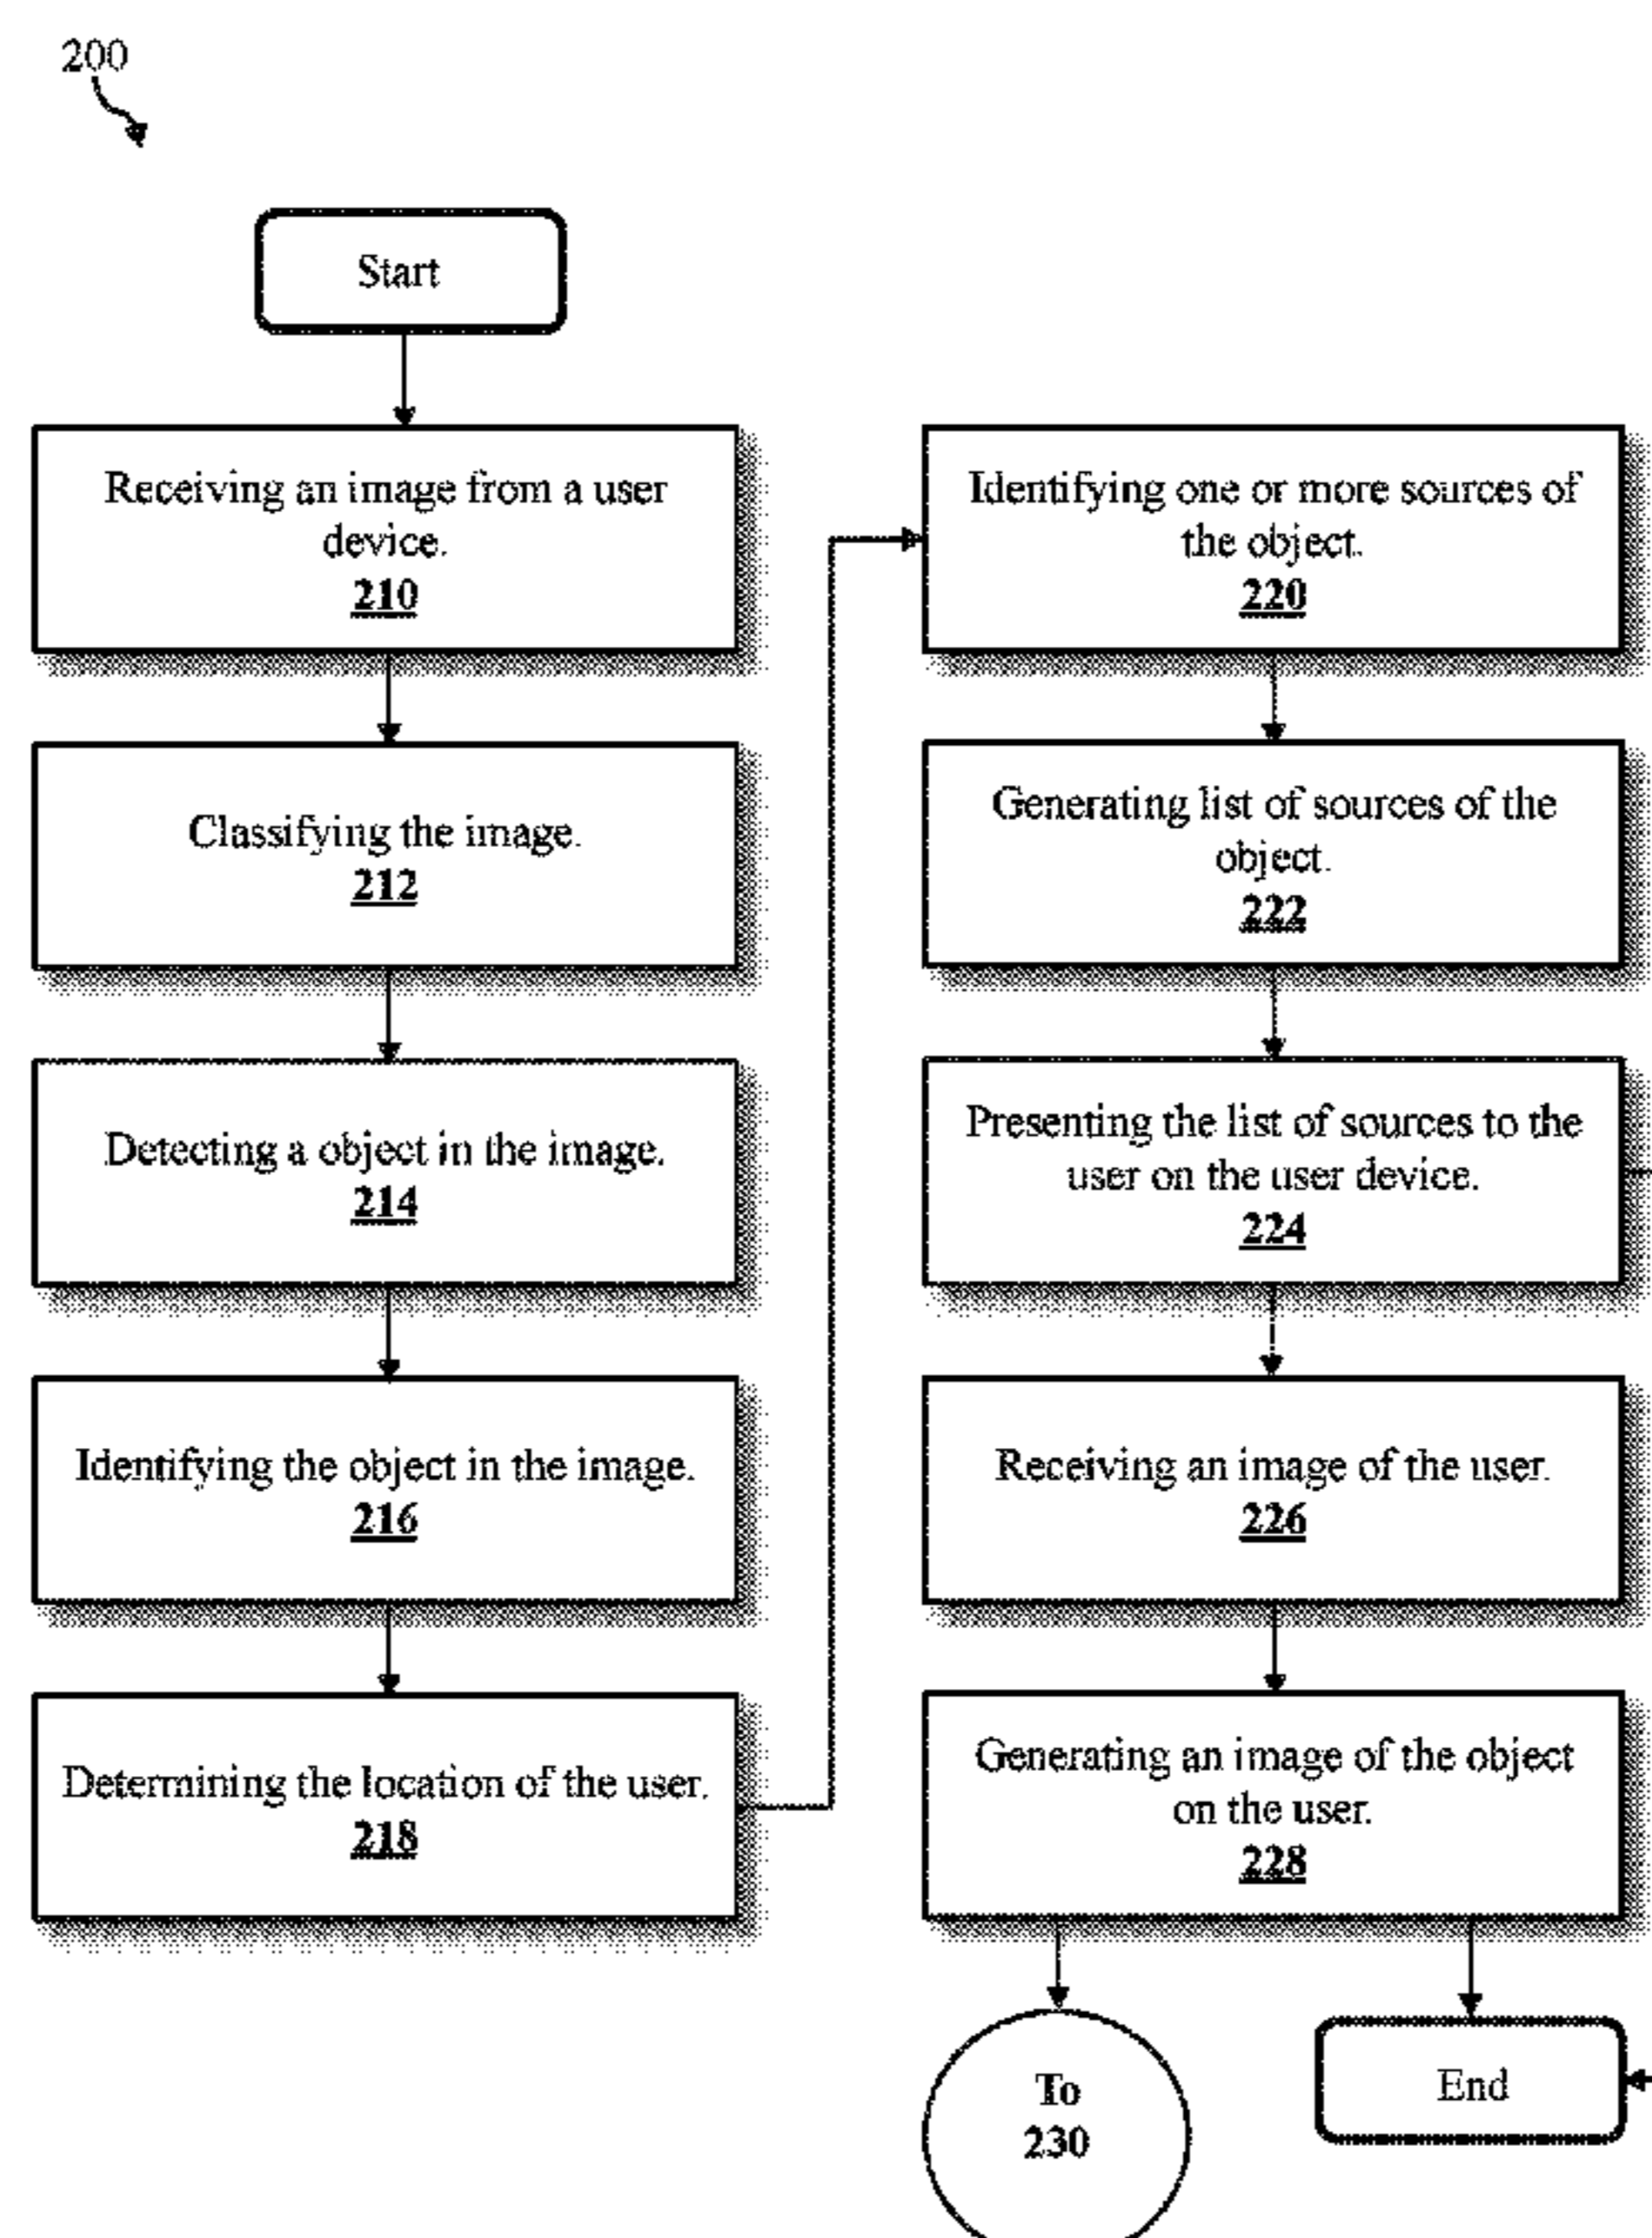 200
Start
Receiving an image from a user
device.
210
Classifying the image.
212
Detecting a object in the image.
214
Identifying the object in the image.
216
Determining the location of the user.
218
Identifying one or more sources of
the object.
220
Generating list of sources of the
object.
222
Presenting the list of sources to the
user on the user device.
224
Receiving an image of the user.
226
Generating an image of the object
on the user.
228
To
230
End